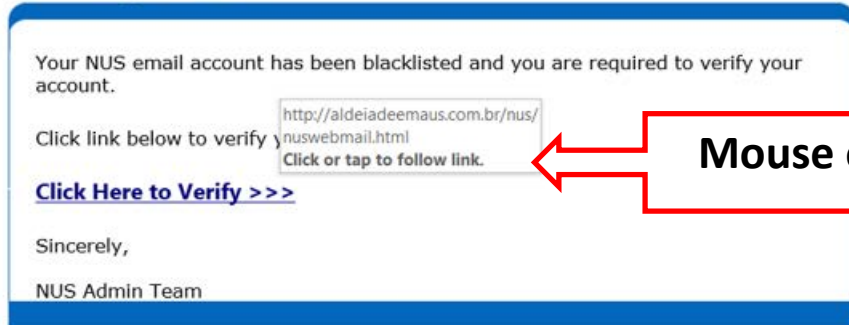 Your NUS email account has been blacklisted and you are required to verify your
account.
http://aldeiadeemaus.com.br/nus/
Click link below to verify y
nuswebmail.html
Click or tap to follow link.
Mouse
Click Here to Verify >>>
Sincerely,
NUS Admin Team